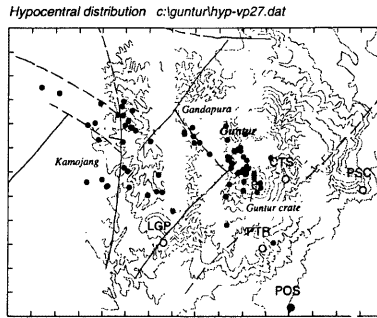 Hypocentral distribution c:\guntur\hyp-vp27.dat
Gandapura
Guntur
Kamojang
CTS
PSC
Guntur crate
LGP
PTR
POS